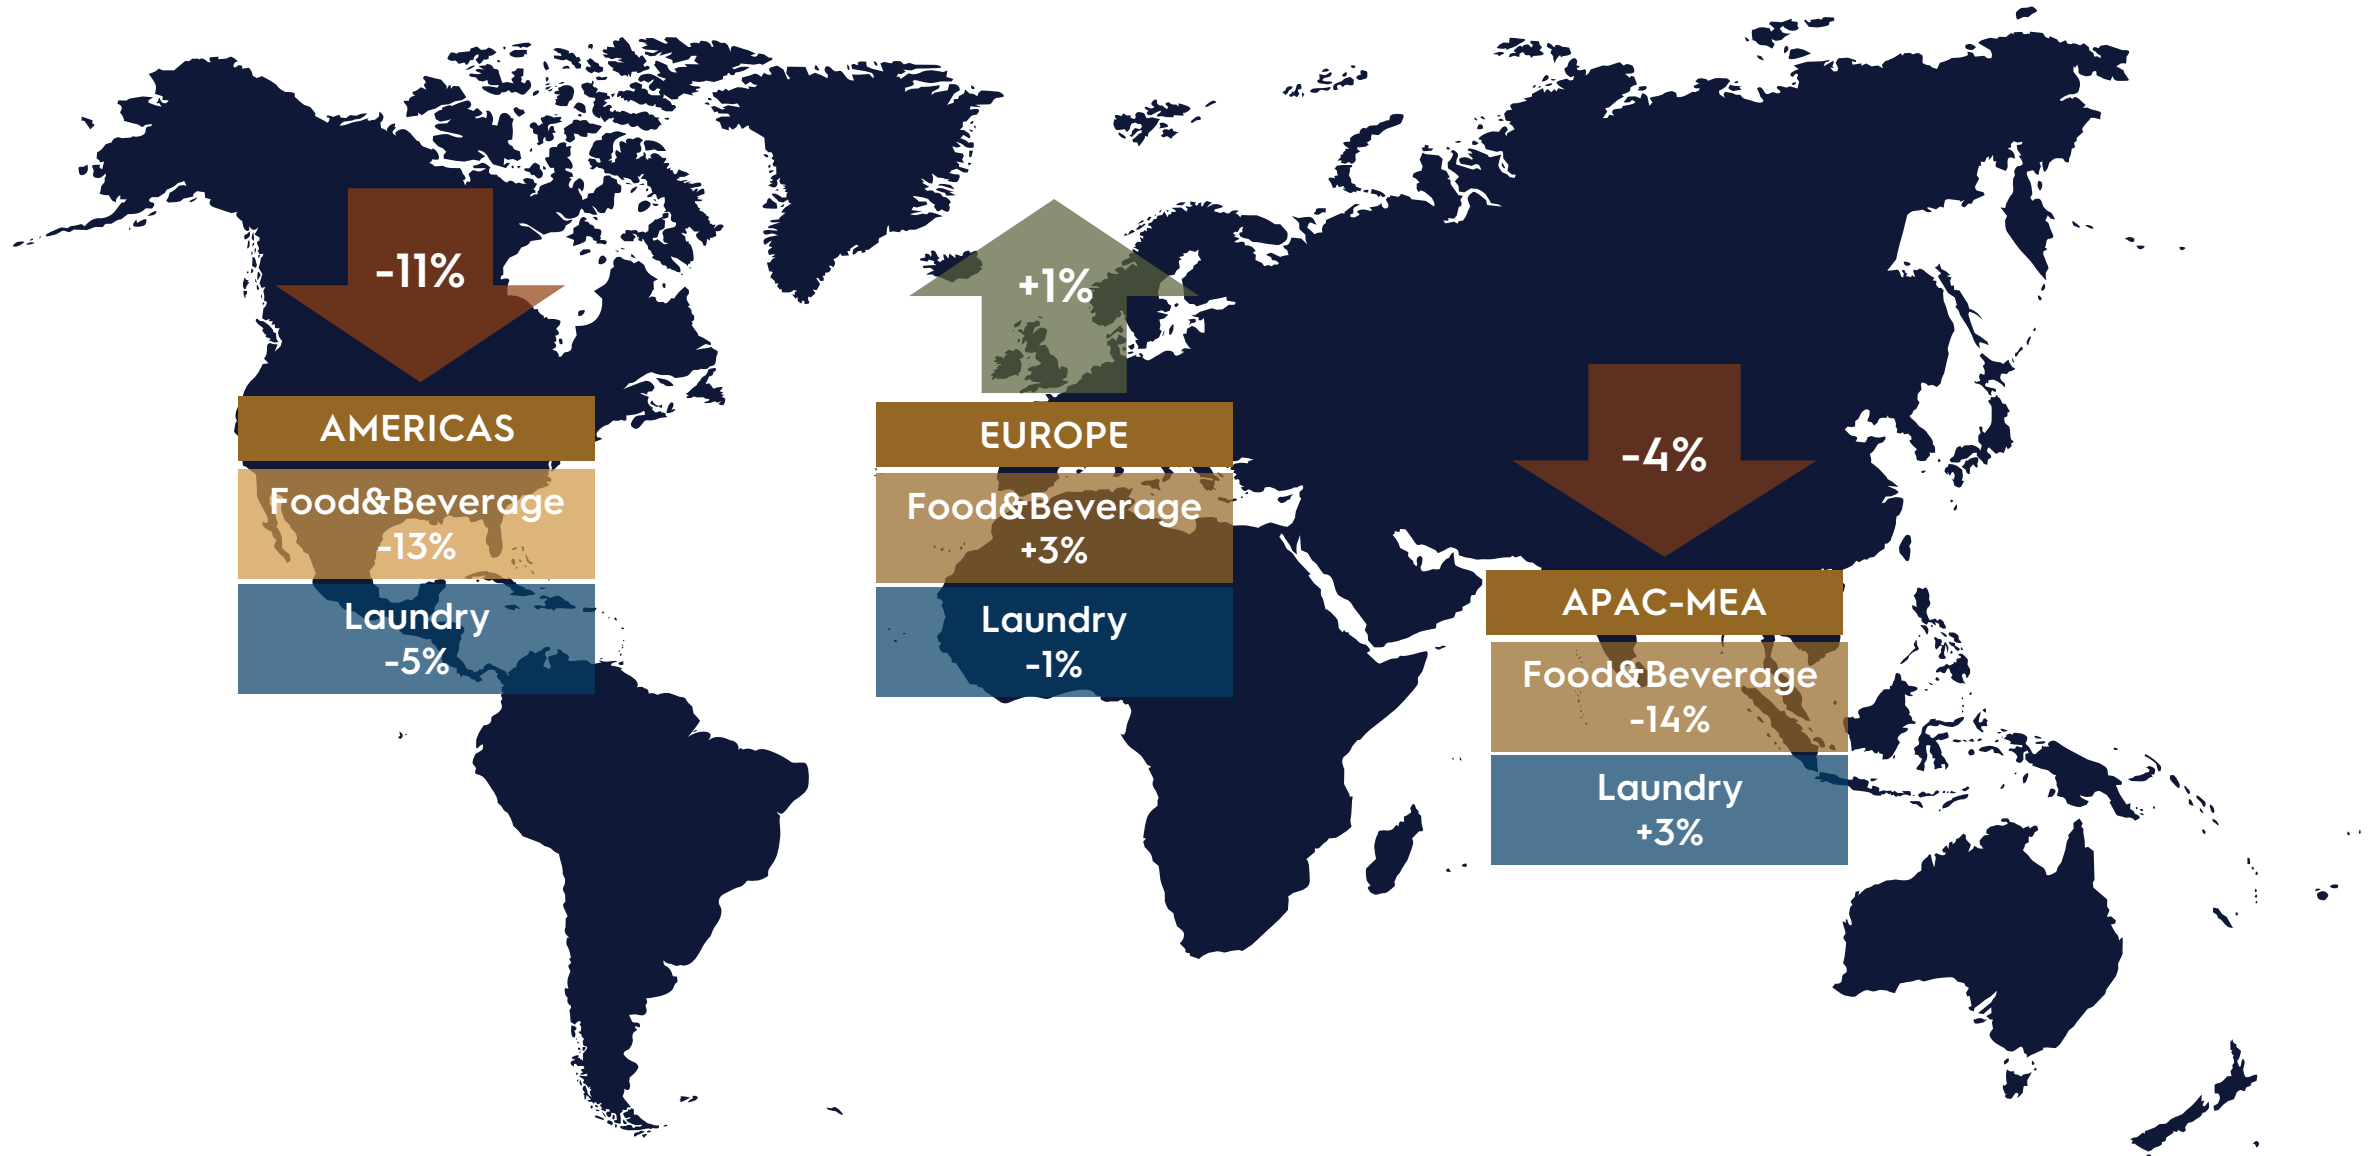 -11%
AMERICAS
Food&Beverage
-13%
Laundry
-5%
+1%
EUROPE
Food&Beverage
+3%
Laundry
-1%
-4%
APAC-MEA
Food&Beverage
-14%
Laundry
+3%